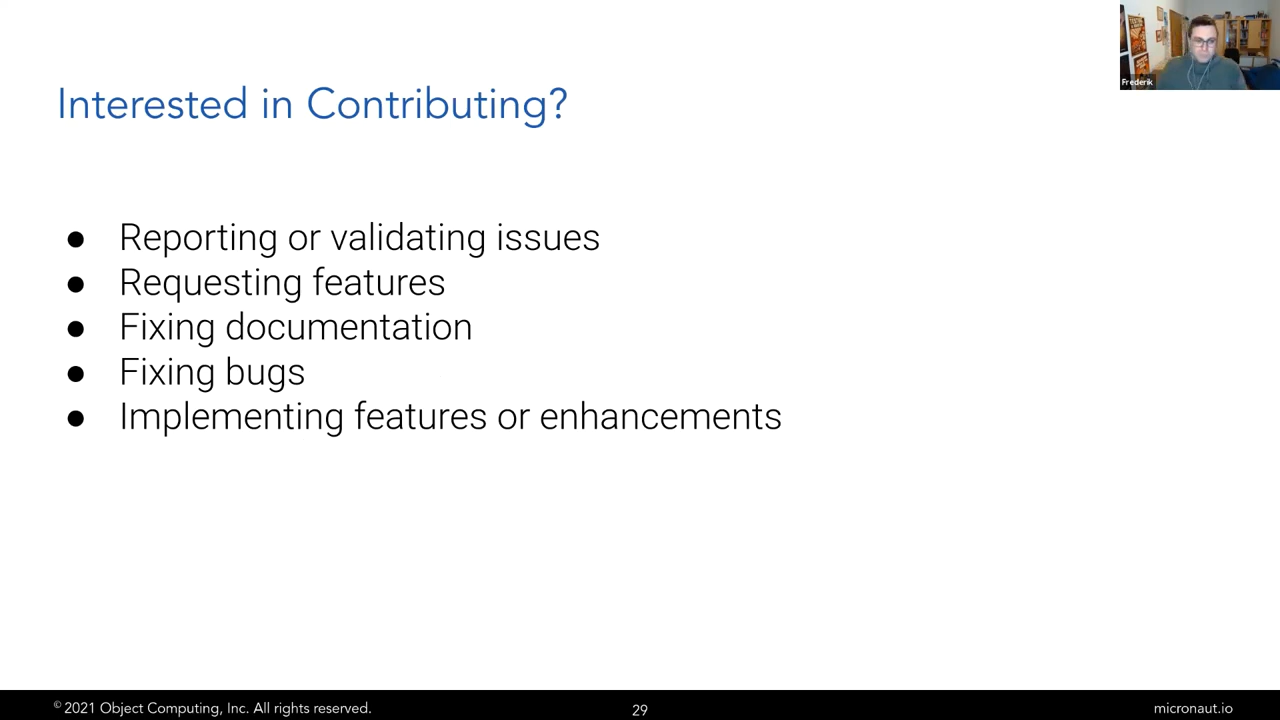 Frederik
Interested in Contributing?
● Reporting or validating issues
● Requesting features
● Fixing documentation
● Fixing bugs
● Implementing features or enhancements
© 2021 Object Computing, Inc. All rights reserved.
29
micronaut.io